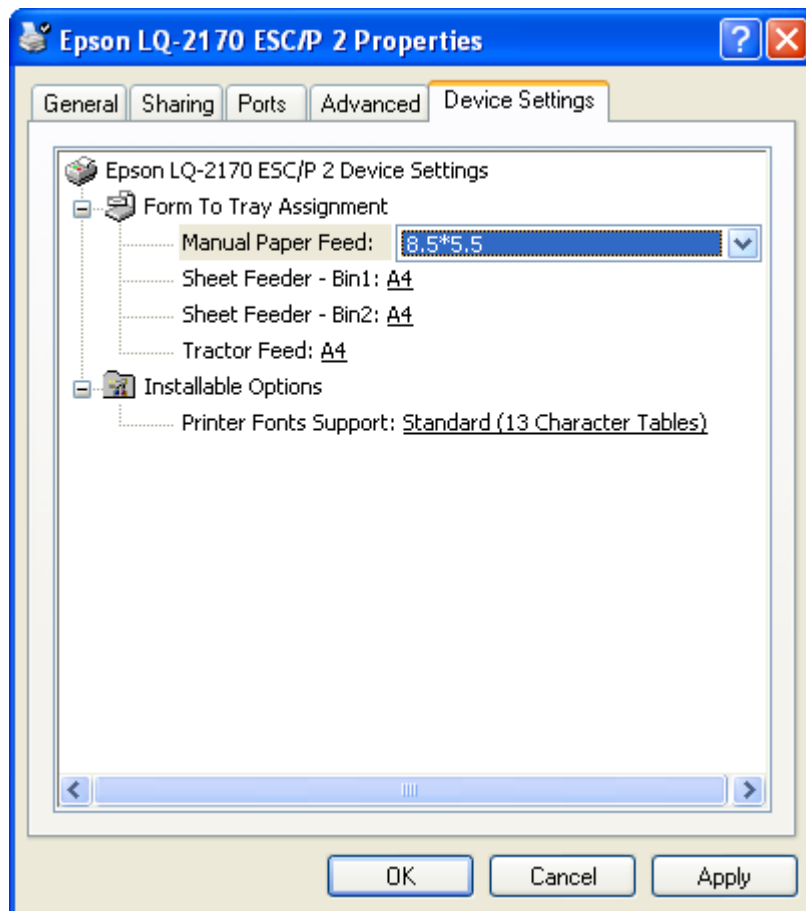 Epson LQ-2170 ESC/P 2 Properties
General Sharing Ports Advanced Device Settings
Epson LQ-2170 ESC/P 2 Device Settings
Form To Tray Assignment
Manual Paper Feed: 8.5*5.5
Sheet Feeder - Bin1: A4
Sheet Feeder - Bin2: A4
Tractor Feed: A4
Installable Options
Printer Fonts Support: Standard (13 Character Tables)
OK Cancel Apply